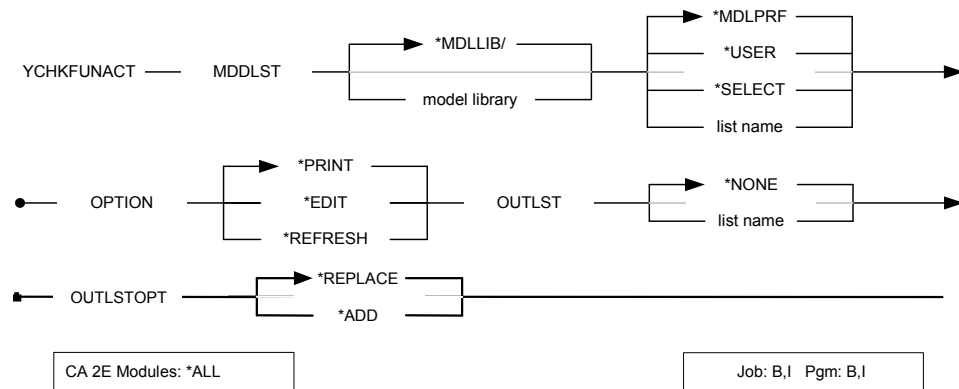 *MDLPRF
*MDLLIB/
*USER
YCHKFUNACT
MDDLST
*SELECT
model library
list name
*PRINT
*NONE
OPTION
*EDIT
OUTLST
list name
*REFRESH
*REPLACE
OUTLSTOPT
*ADD
CA 2E Modules: *ALL
Job: B,I Pgm: B,I